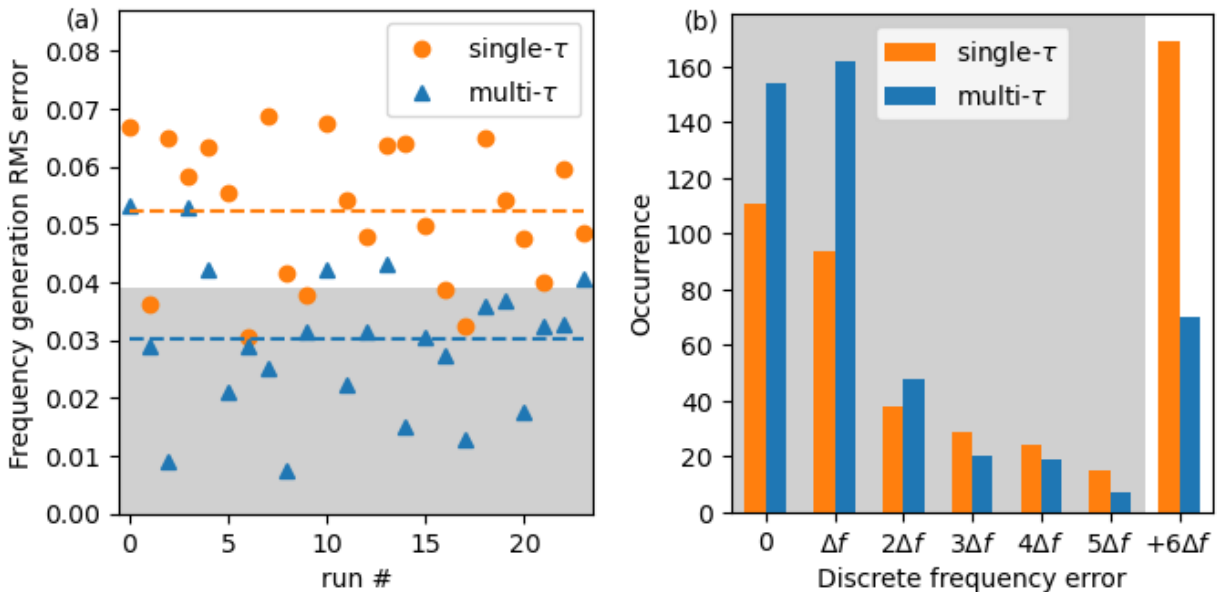 (a)
Frequency generation RMS error
0.08
0.07
0.06
0.05
0.04
0.03
0.02
0.01
0.00
single-τ
multi-τ
0 5 10 15 20
run #
(b)
Occurrence
160
140
120
100
80
60
40
20
0
single-τ
multi-τ
0 Δf 2Δf 3Δf 4Δf 5Δf +6Δf
Discrete frequency error